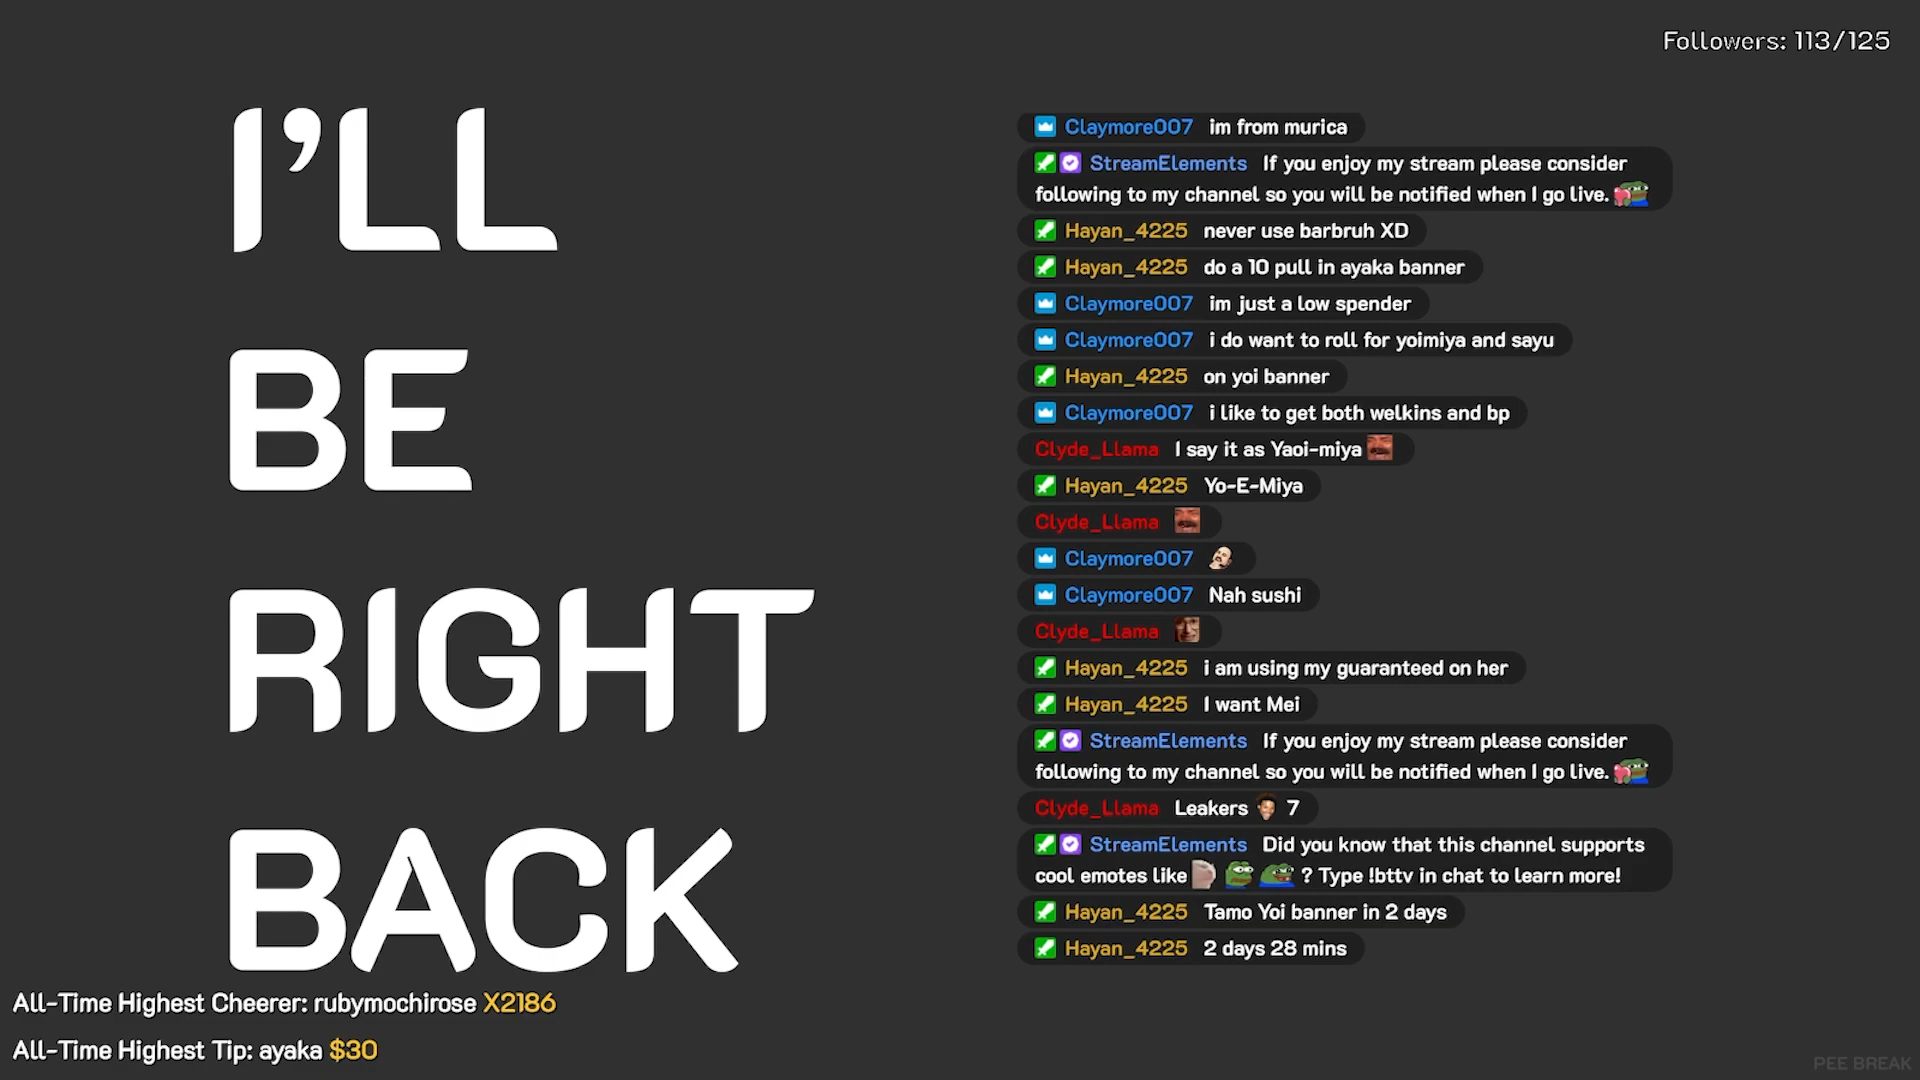 Followers: 113/125
I'LL
BE
RIGHT
BACK
Claymore007 im from murica
StreamElements If you enjoy my stream please consider
following to my channel so you will be notified when I go live.
Hayan_4225 never use barbruh XD
Hayan_4225 do a 10 pull in ayaka banner
Claymore007 im just a low spender
Claymore007 i do want to roll for yoimiya and sayu
Hayan_4225 on yoi banner
Claymore007 i like to get both welkins and bp
Clyde_Llama I say it as Yaoi-miya
Hayan_4225 Yo-E-Miya
Clyde_Llama
Claymore007
Claymore007 Nah sushi
Clyde_Llama
Hayan_4225 i am using my guaranteed on her
Hayan_4225 I want Mei
StreamElements If you enjoy my stream please consider
following to my channel so you will be notified when I go live.
Clyde_Llama Leakers 7
StreamElements Did you know that this channel supports
cool emotes like ? Type !bttv in chat to learn more!
Hayan_4225 Tamo Yoi banner in 2 days
Hayan_4225 2 days 28 mins
All-Time Highest Cheerer: rubymochirose X2186
All-Time Highest Tip: ayaka $30
PEE BREAK